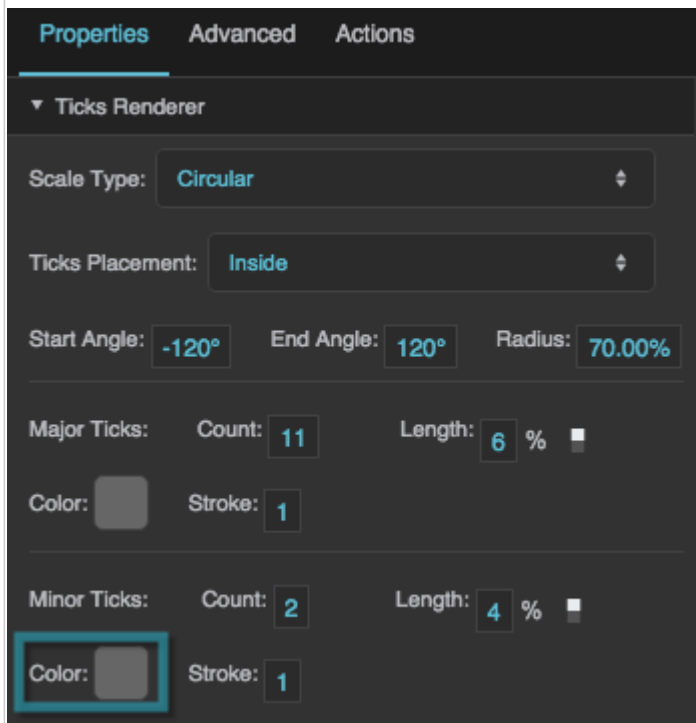 Properties Advanced Actions
Ticks Renderer
Scale Type: Circular
Ticks Placement: Inside
Start Angle: -120° End Angle: 120° Radius: 70.00%
Major Ticks: Count: 11 Length: 6 %
Color: Stroke: 1
Minor Ticks: Count: 2 Length: 4 %
Color: Stroke: 1